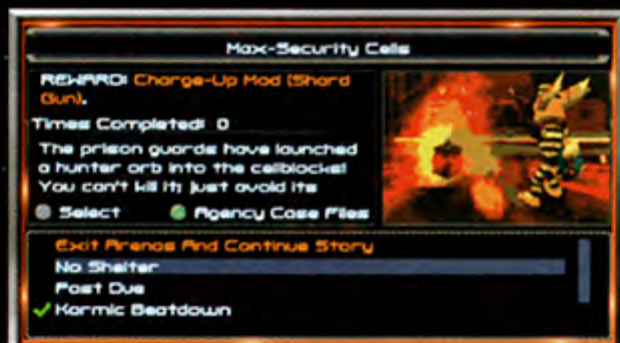 Max-Security Cells
REWARD: Charge-Up Mod (Shard
Gun).
Times Completed: 0
The prison guards have launched
a hunter orb into the cellblocks!
You can't kill it; just avoid its
Select
Agency Case Files
Exit Arenas And Continue Story
No Shelter
Past Due
Karmic Beatdown